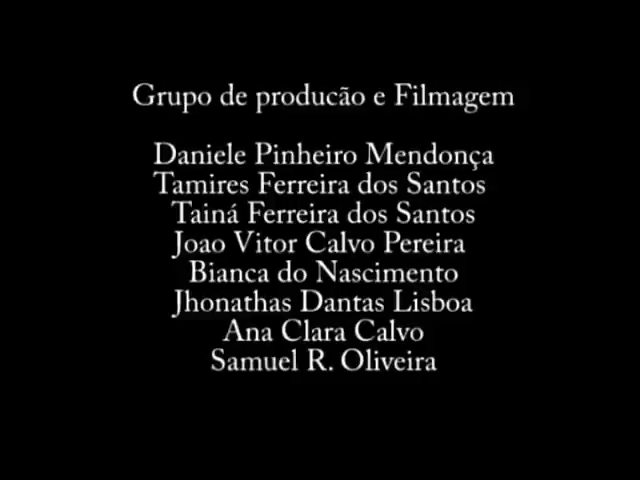 Grupo de producão e Filmagem
Daniele Pinheiro Mendonça
Tamires Ferreira dos Santos
Tainá Ferreira dos Santos
Joao Vitor Calvo Pereira
Bianca do Nascimento
Jhonathas Dantas Lisboa
Ana Clara Calvo
Samuel R. Oliveira